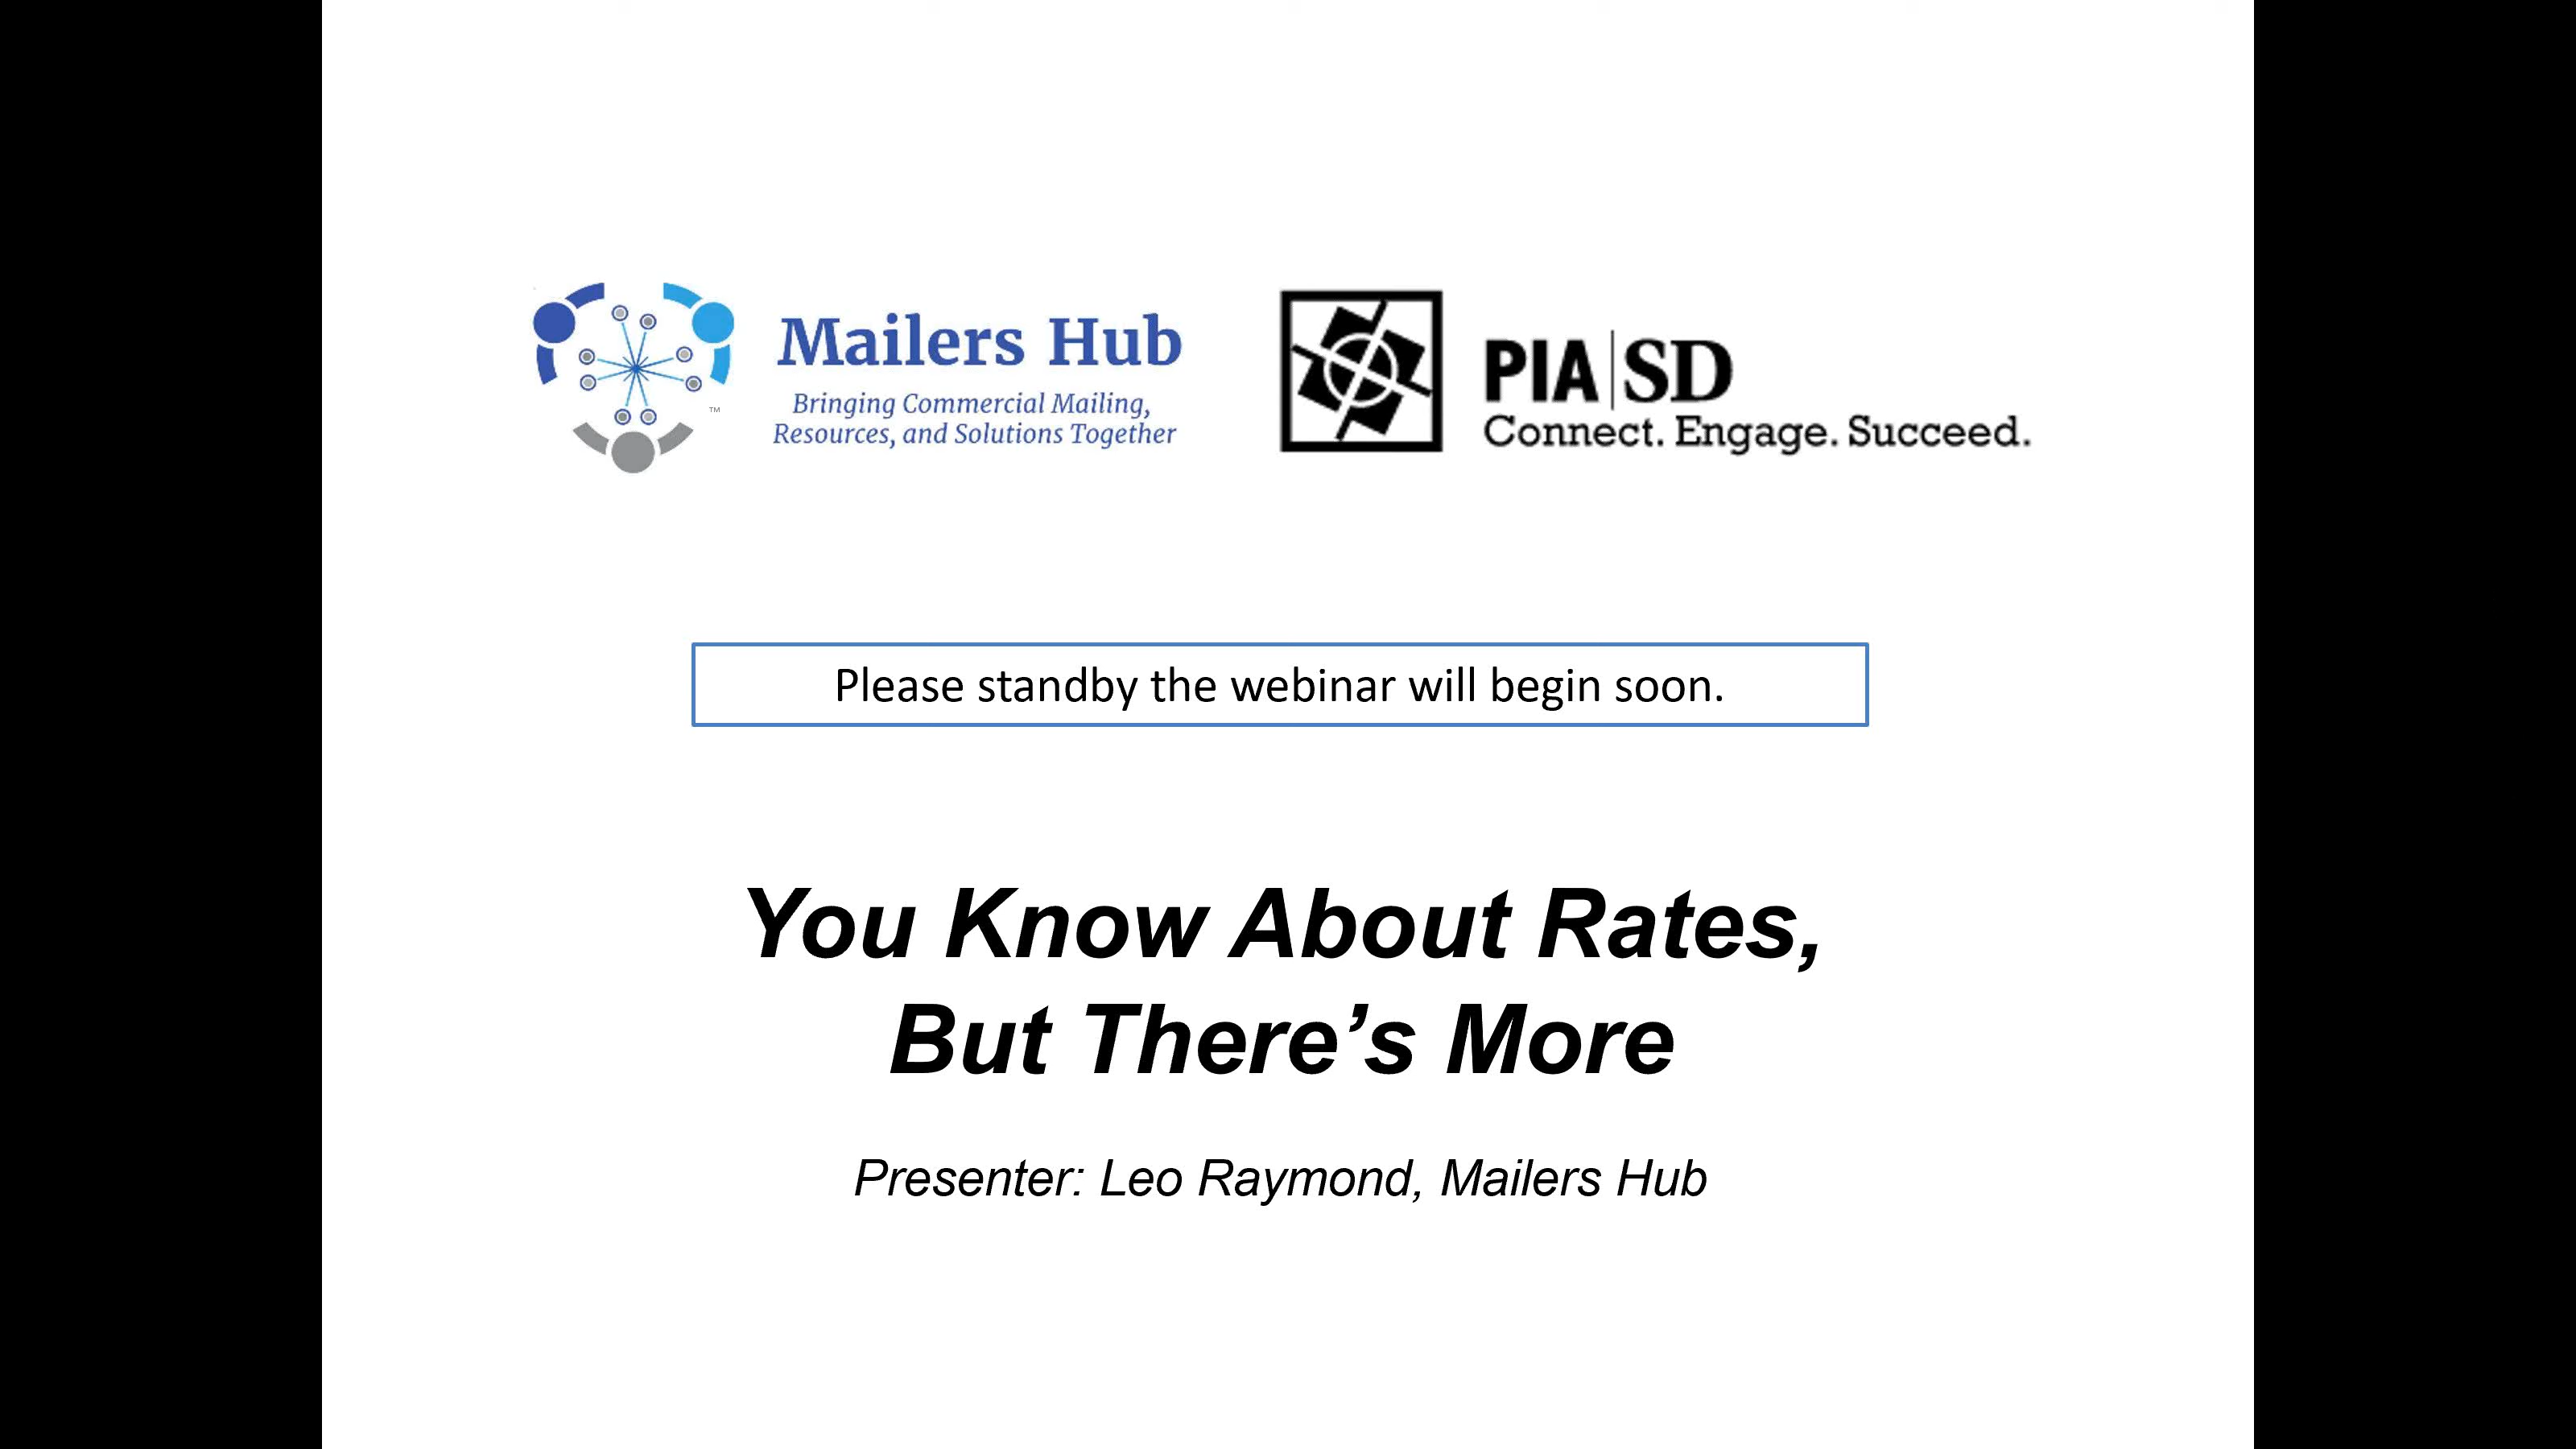 Mailers Hub
Bringing Commercial Mailing,
Resources, and Solutions Together
™
PIA|SD
Connect. Engage. Succeed.
Please standby the webinar will begin soon.
You Know About Rates,
But There’s More
Presenter: Leo Raymond, Mailers Hub